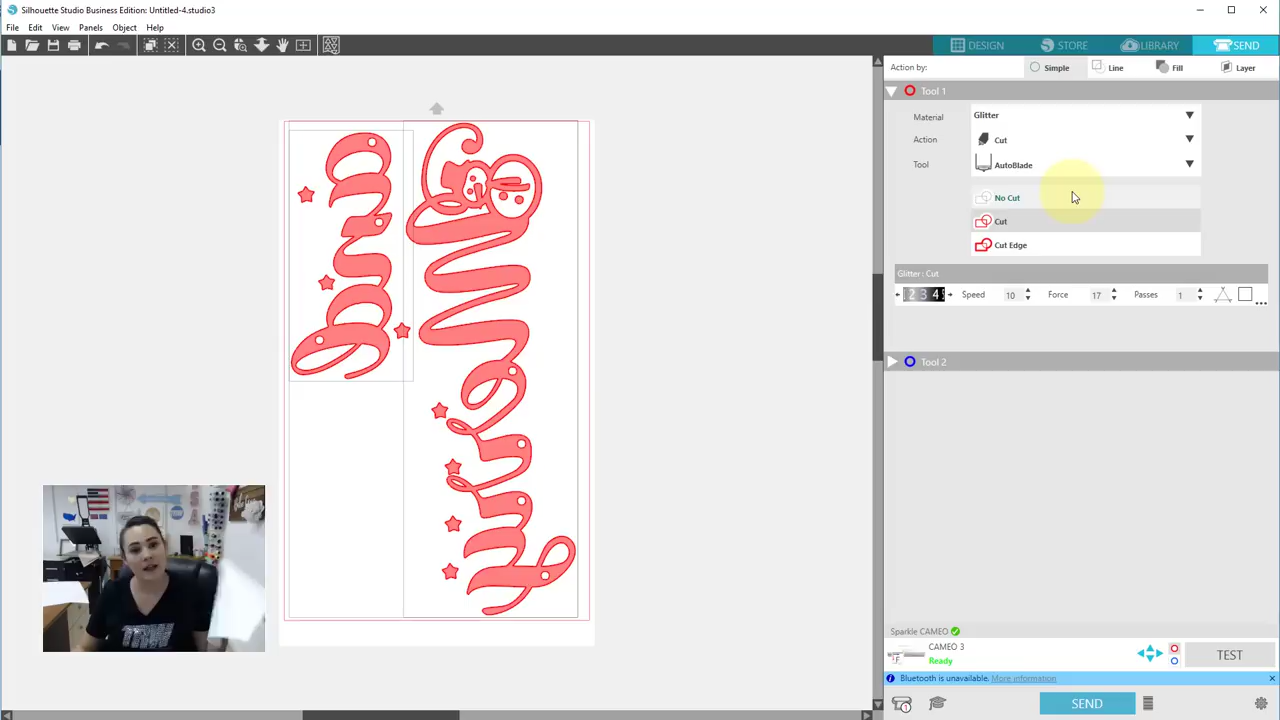 Silhouette Studio Business Edition: Untitled-4.studio3
File Edit View Panels Object Help
DESIGN STORE LIBRARY SEND
Action by: Simple Line Fill Layer
Tool 1
Material Glitter
Action Cut
Tool AutoBlade
No Cut
Cut
Cut Edge
Glitter : Cut
Speed 10 Force 17 Passes 1
Tool 2
Sparkle CAMEO
CAMEO 3
Ready
TEST
Bluetooth is unavailable. More information
SEND